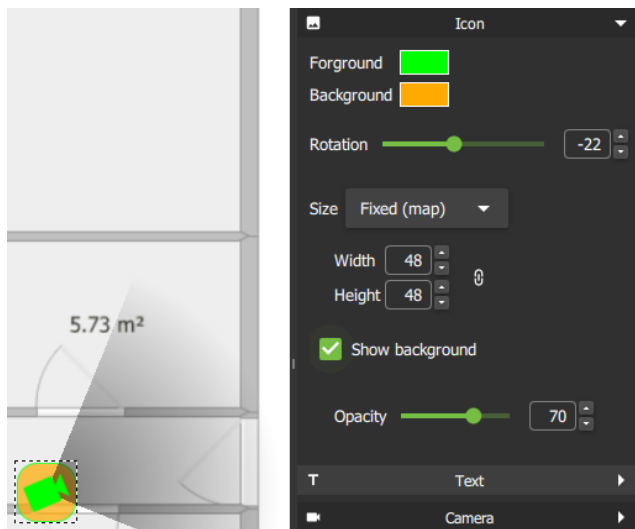 5.73 m²
Icon
Forground
Background
Rotation -22
Size Fixed (map)
Width 48
Height 48
Show background
Opacity 70
T Text
Camera